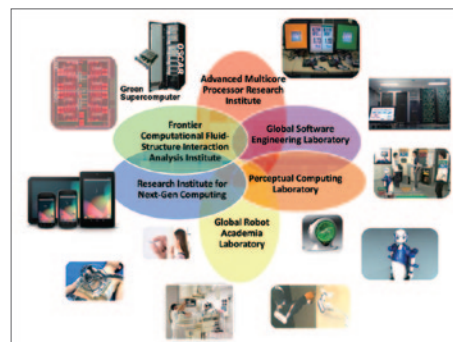 OSCAR
Green
Supercomputer
Advanced Multicore
Processor Research
Institute
Frontier
Computational Fluid-
Structure Interaction
Analysis Institute
Global Software
Engineering Laboratory
Research Institute for
Next-Gen Computing
Perceptual Computing
Laboratory
Global Robot
Academia
Laboratory